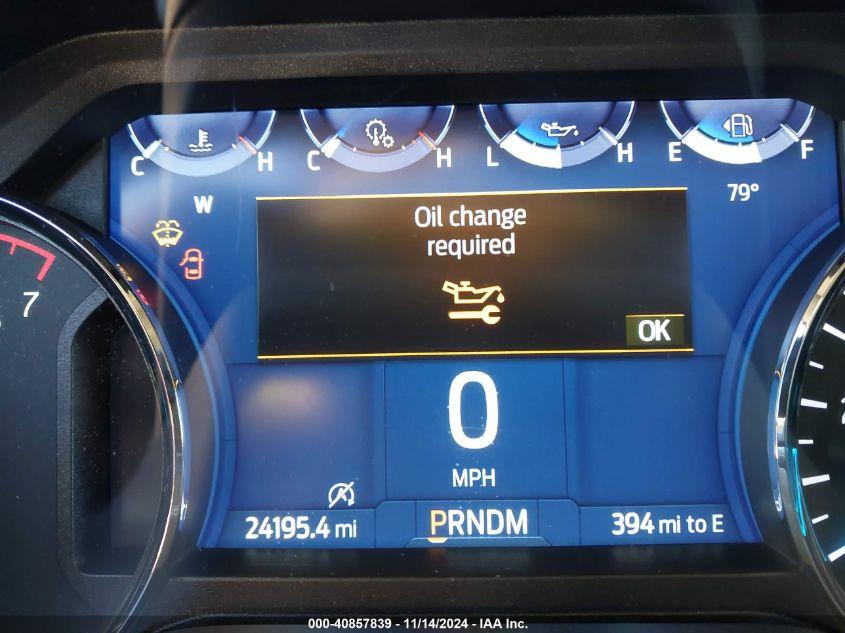 C H C H L H E F
W
79°
Oil change
required
OK
7
0
MPH
24195.4 mi
PRNDM
394 mi to E
000-40857839 - 11/14/2024 - IAA Inc.